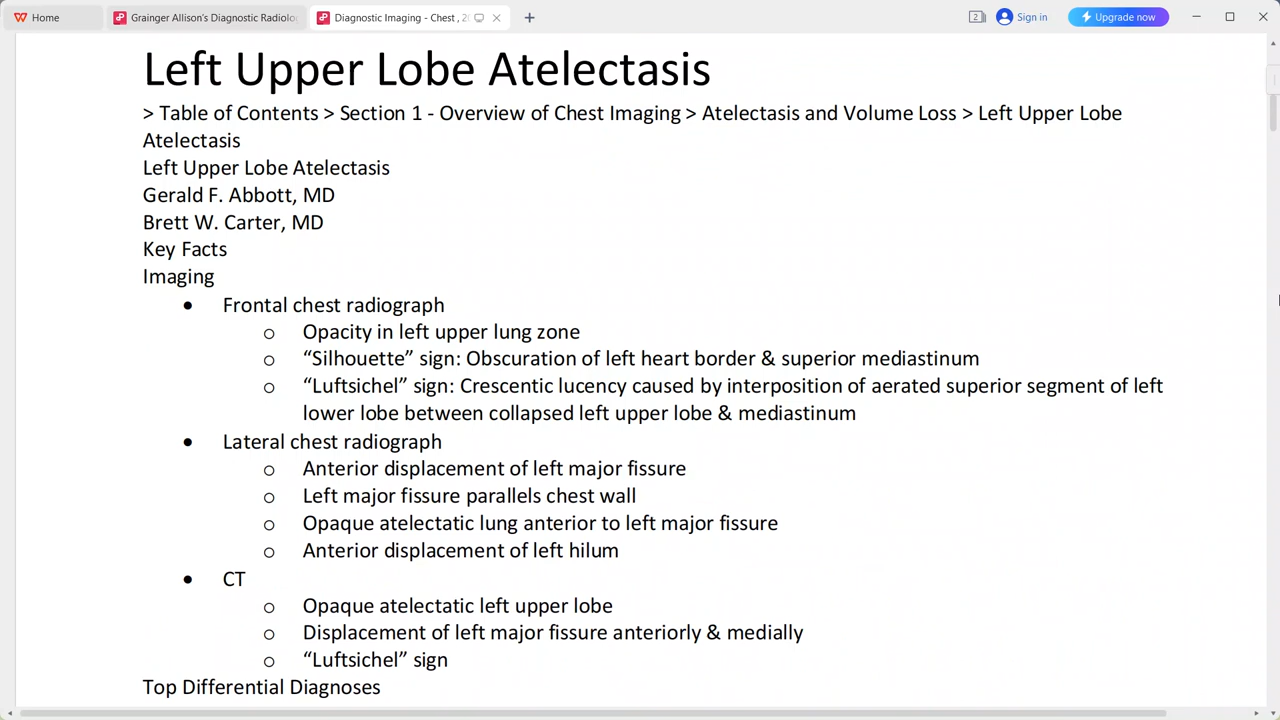 Home
Grainger Allison's Diagnostic Radiolo
Diagnostic Imaging - Chest , 2
2
Sign in
Upgrade now
Left Upper Lobe Atelectasis
> Table of Contents > Section 1 - Overview of Chest Imaging > Atelectasis and Volume Loss > Left Upper Lobe
Atelectasis
Left Upper Lobe Atelectasis
Gerald F. Abbott, MD
Brett W. Carter, MD
Key Facts
Imaging
• Frontal chest radiograph
o Opacity in left upper lung zone
o “Silhouette” sign: Obscuration of left heart border & superior mediastinum
o “Luftsichel” sign: Crescentic lucency caused by interposition of aerated superior segment of left
lower lobe between collapsed left upper lobe & mediastinum
• Lateral chest radiograph
o Anterior displacement of left major fissure
o Left major fissure parallels chest wall
o Opaque atelectatic lung anterior to left major fissure
o Anterior displacement of left hilum
• CT
o Opaque atelectatic left upper lobe
o Displacement of left major fissure anteriorly & medially
o “Luftsichel” sign
Top Differential Diagnoses